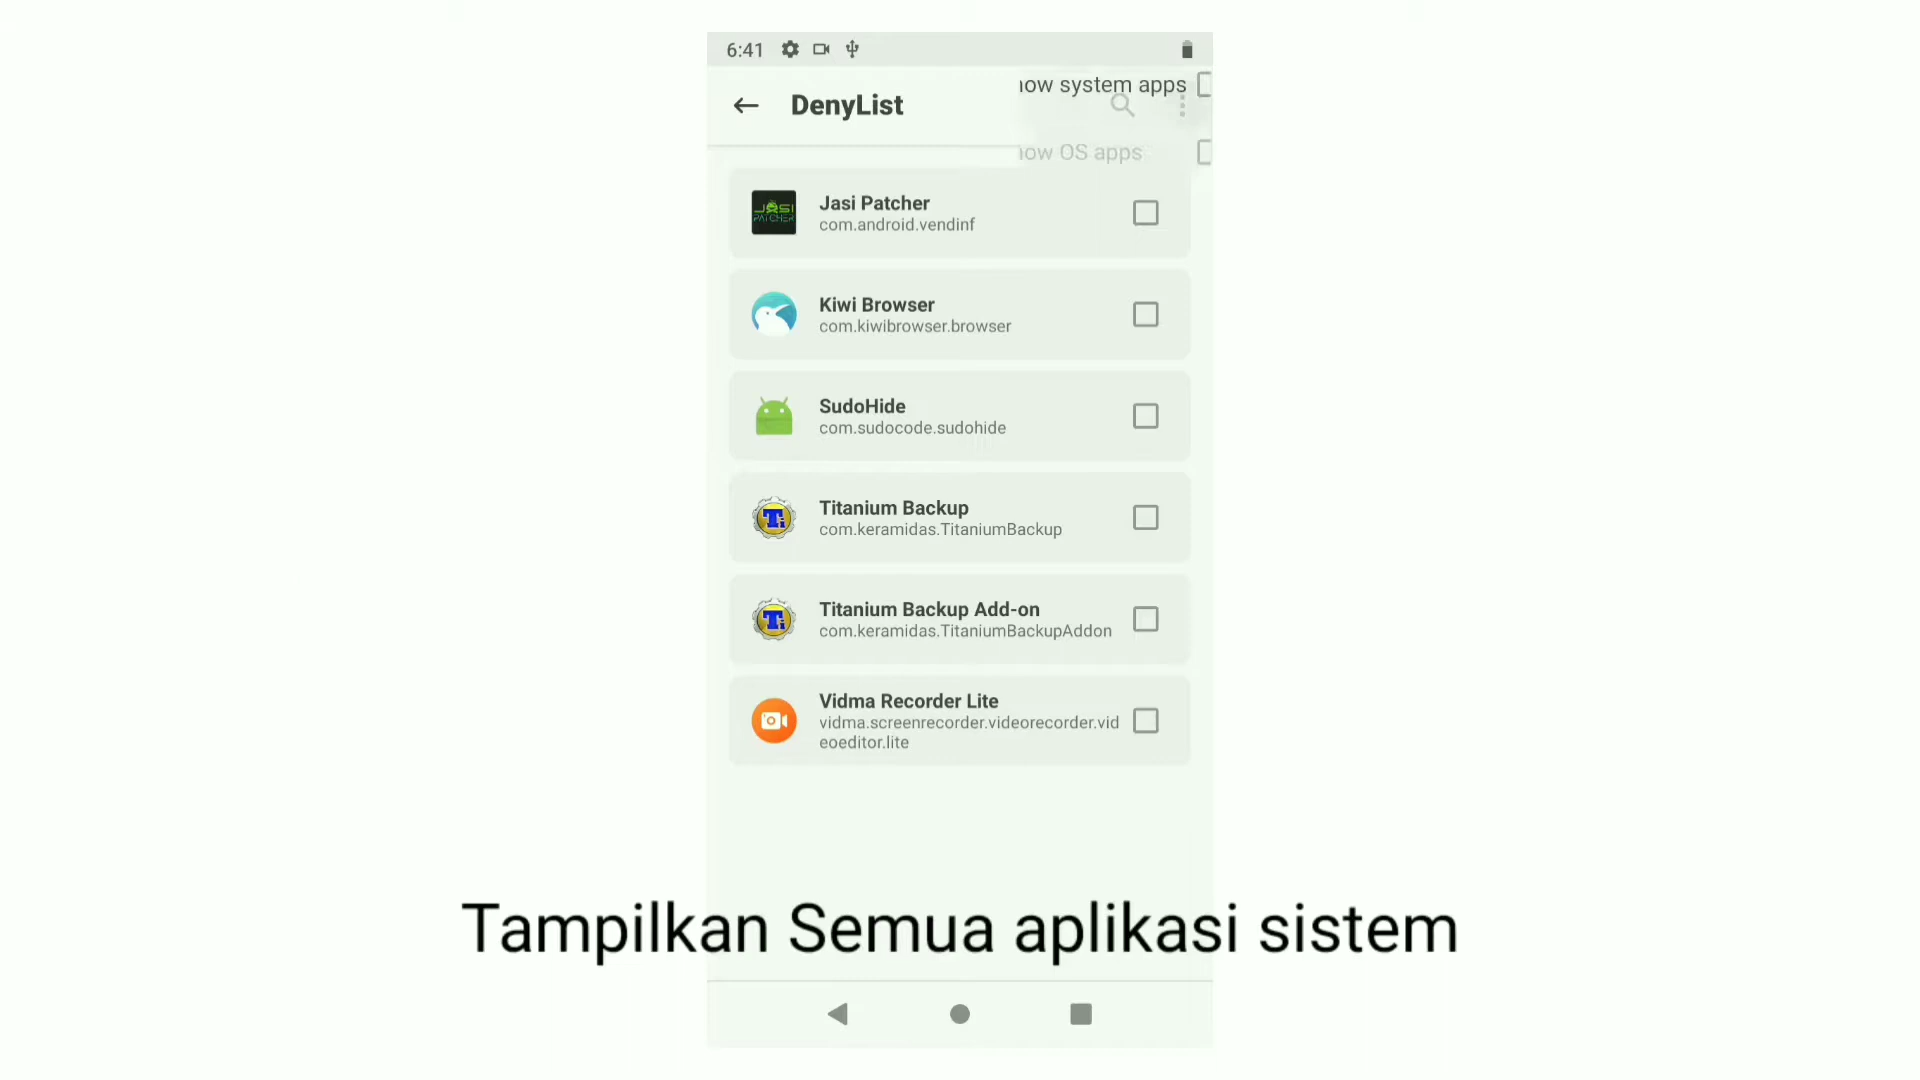 6:41
now system apps
DenyList
now OS apps
Jasi Patcher
com.android.vendinf
Kiwi Browser
com.kiwibrowser.browser
SudoHide
com.sudocode.sudohide
Titanium Backup
com.keramidas.TitaniumBackup
Titanium Backup Add-on
com.keramidas.TitaniumBackupAddon
Vidma Recorder Lite
vidma.screenrecorder.videorecorder.vid
eoeditor.lite
Tampilkan Semua aplikasi sistem